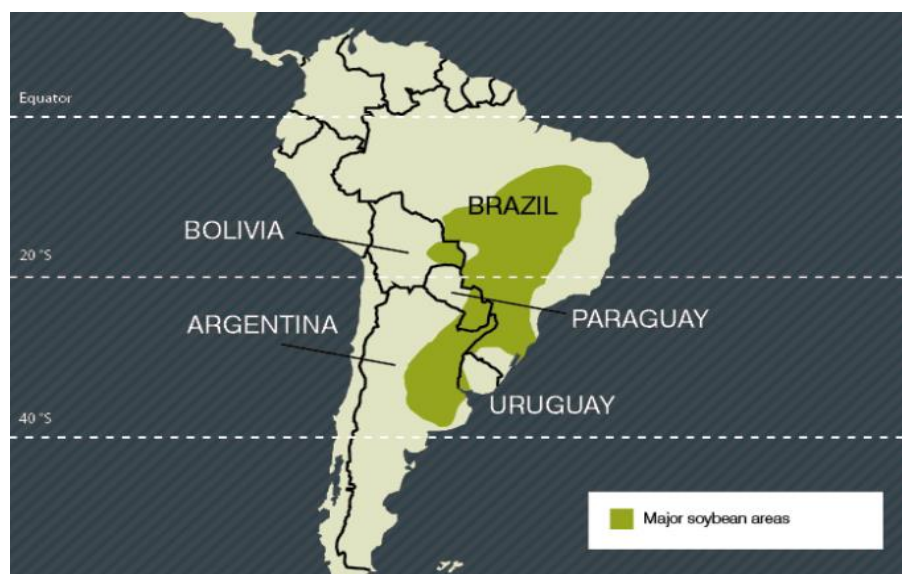 Equator
BRAZIL
BOLIVIA
20 °S
PARAGUAY
ARGENTINA
URUGUAY
40 °S
Major soybean areas